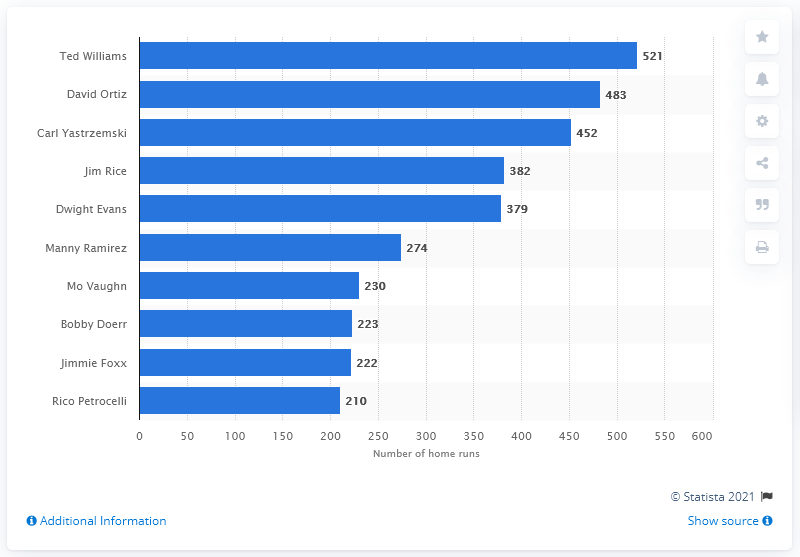 Ted Williams 521
David Ortiz 483
Carl Yastrzemski 452
Jim Rice 382
Dwight Evans 379
Manny Ramirez 274
Mo Vaughn 230
Bobby Doerr 223
Jimmie Foxx 222
Rico Petrocelli 210
0 50 100 150 200 250 300 350 400 450 500 550 600
Number of home runs
© Statista 2021
Additional Information Show source